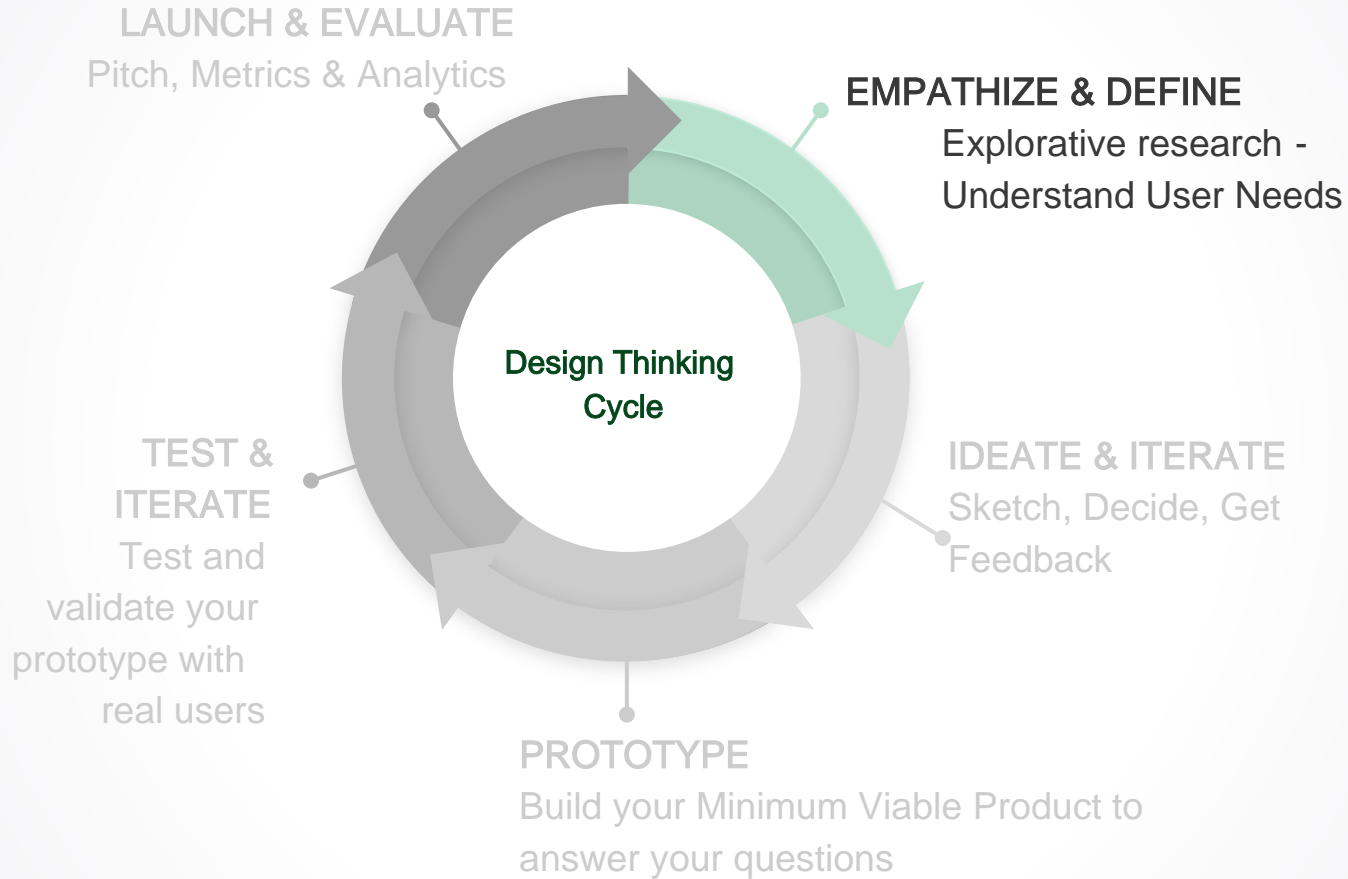 LAUNCH & EVALUATE
Pitch, Metrics & Analytics
EMPATHIZE & DEFINE
Explorative research -
Understand User Needs
Design Thinking
Cycle
TEST &
ITERATE
Test and
validate your
prototype with
real users
IDEATE & ITERATE
Sketch, Decide, Get
Feedback
PROTOTYPE
Build your Minimum Viable Product to
answer your questions